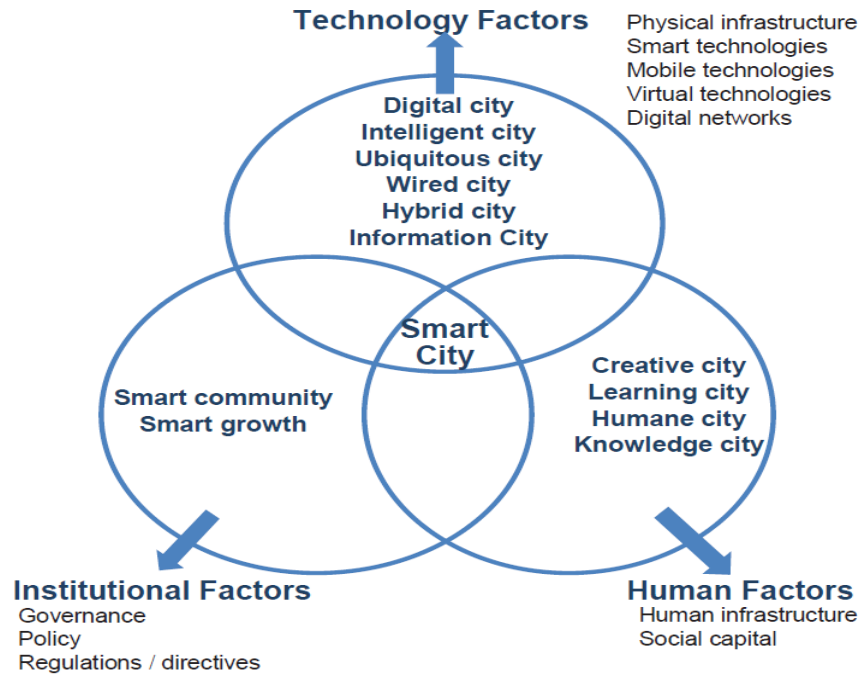 Technology Factors
Physical infrastructure
Smart technologies
Mobile technologies
Virtual technologies
Digital networks
Digital city
Intelligent city
Ubiquitous city
Wired city
Hybrid city
Information City
Smart
City
Smart community
Smart growth
Creative city
Learning city
Humane city
Knowledge city
Institutional Factors
Governance
Policy
Regulations / directives
Human Factors
Human infrastructure
Social capital